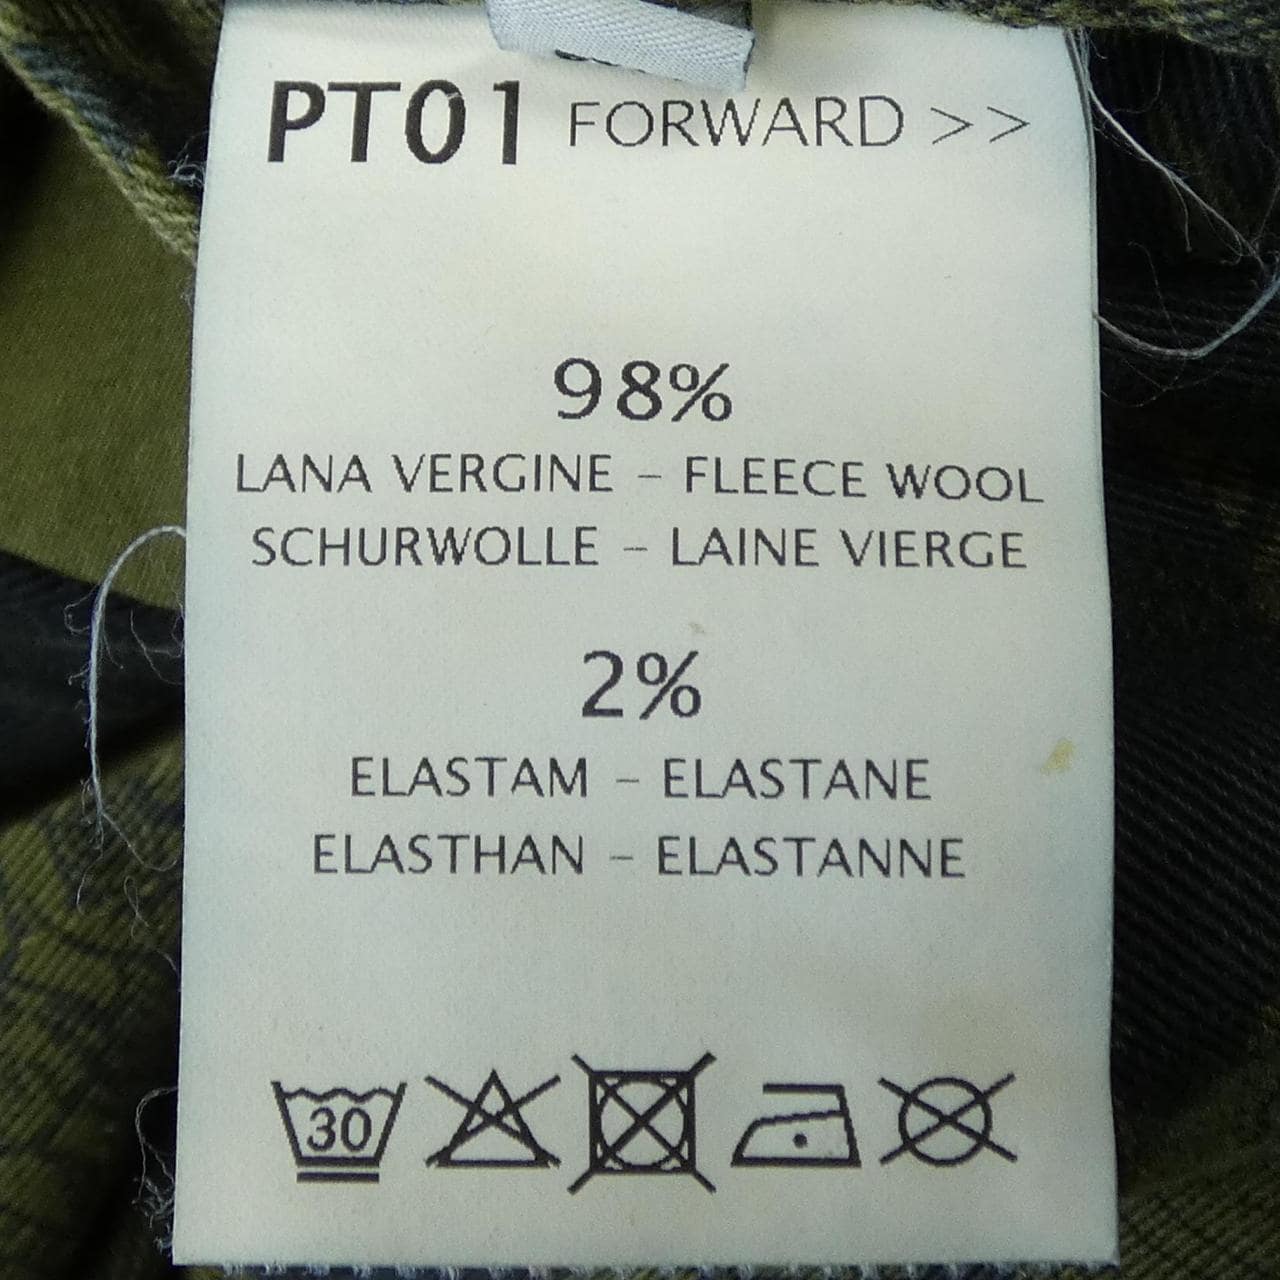 PT01 FORWARD >>
98%
LANA VERGINE – FLEECE WOOL
SCHURWOLLE – LAINE VIERGE
2%
ELASTAM – ELASTANE
ELASTHAN – ELASTANNE
30